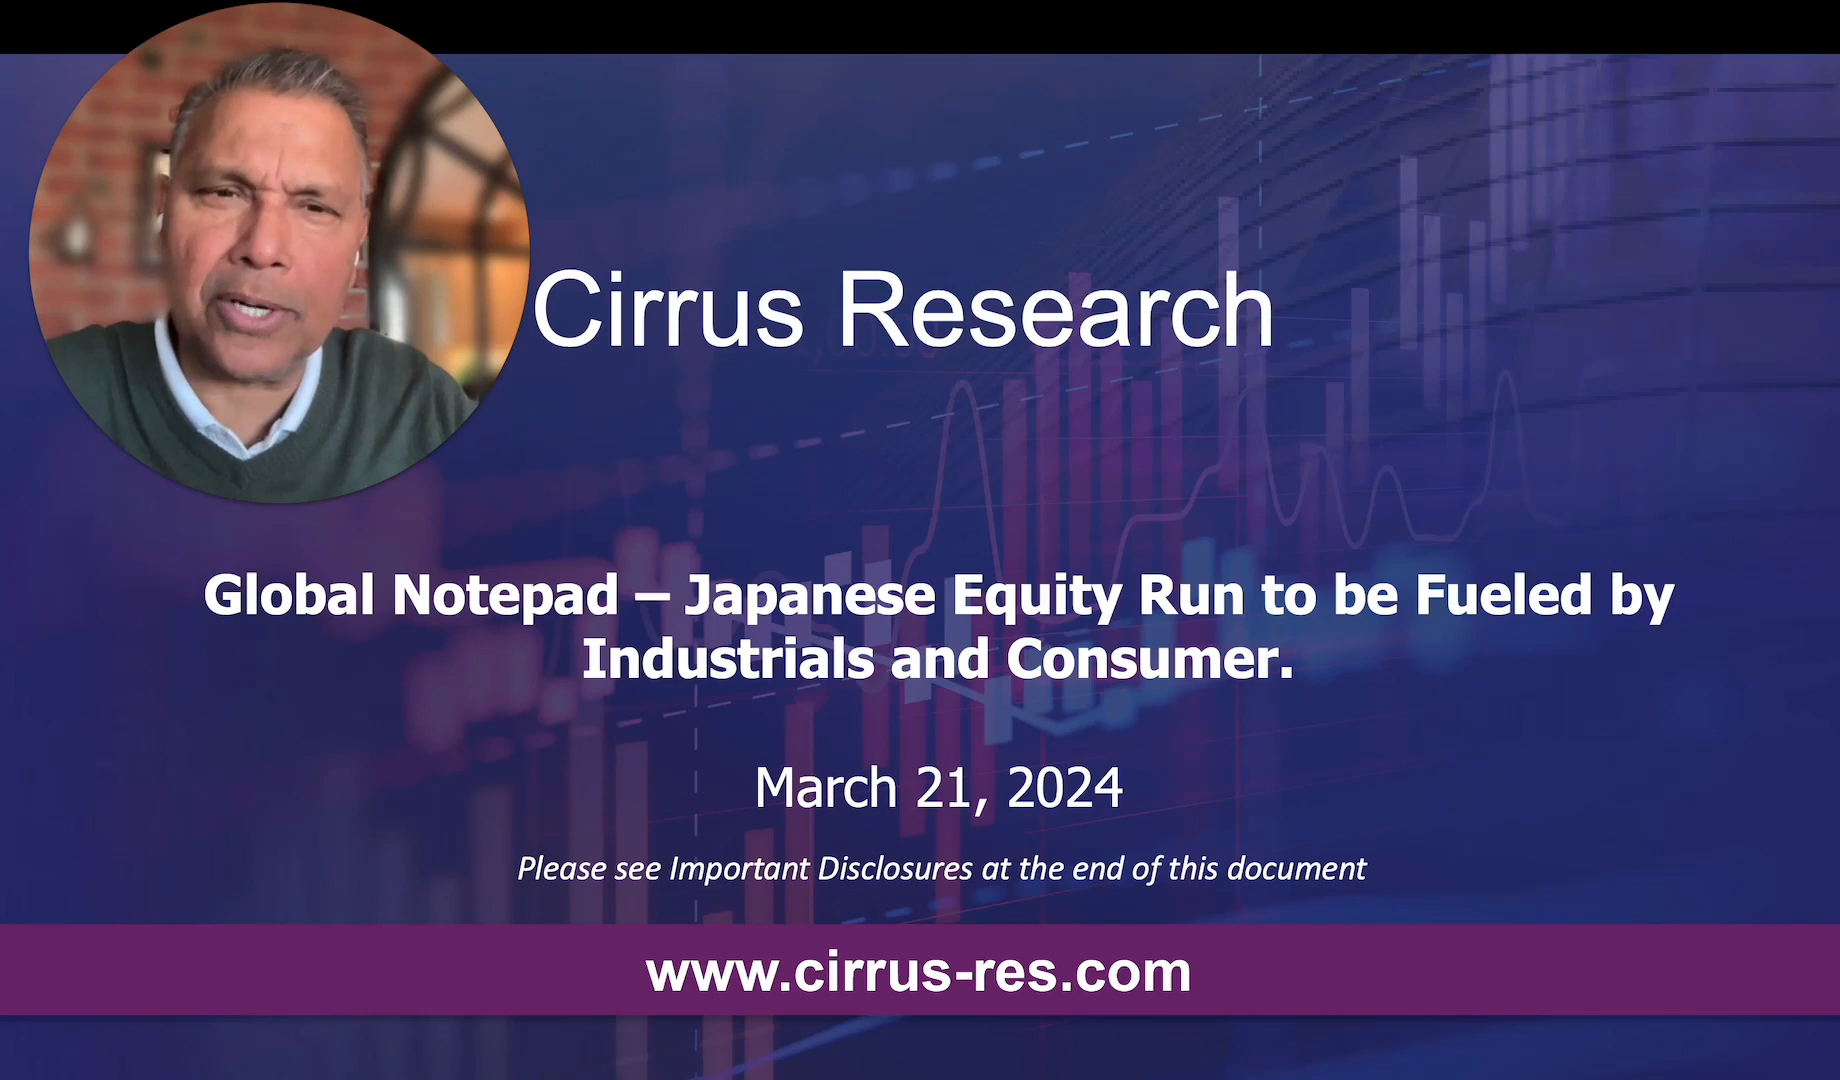 Cirrus Research
Global Notepad – Japanese Equity Run to be Fueled by
Industrials and Consumer.
March 21, 2024
Please see Important Disclosures at the end of this document
www.cirrus-res.com